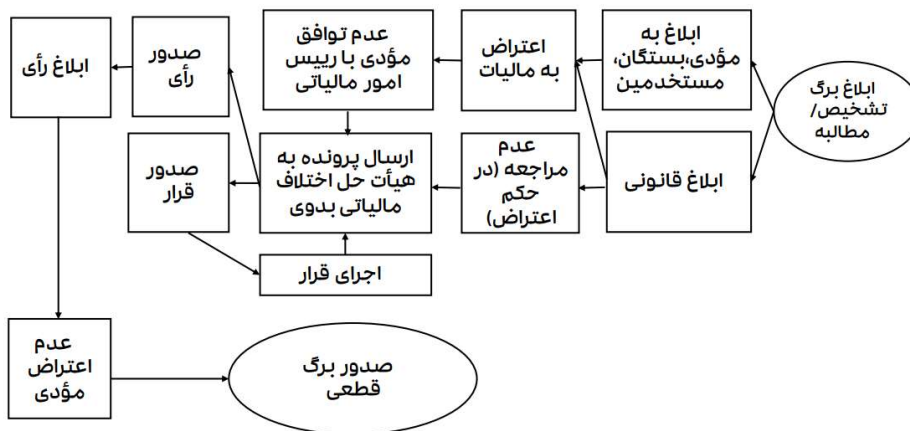 ابلاغ برگ
تشخیص/
مطالبه
ابلاغ به
مؤدی،بستگان،
مستخدمین
اعتراض
به مالیات
عدم توافق
مؤدی با رییس
امور مالیاتی
صدور
رأی
ابلاغ رأی
ابلاغ قانونی
عدم
مراجعه (در
حکم
اعتراض)
ارسال پرونده به
هیأت حل اختلاف
مالیاتی بدوی
صدور
قرار
اجرای قرار
عدم
اعتراض
مؤدی
صدور برگ
قطعی